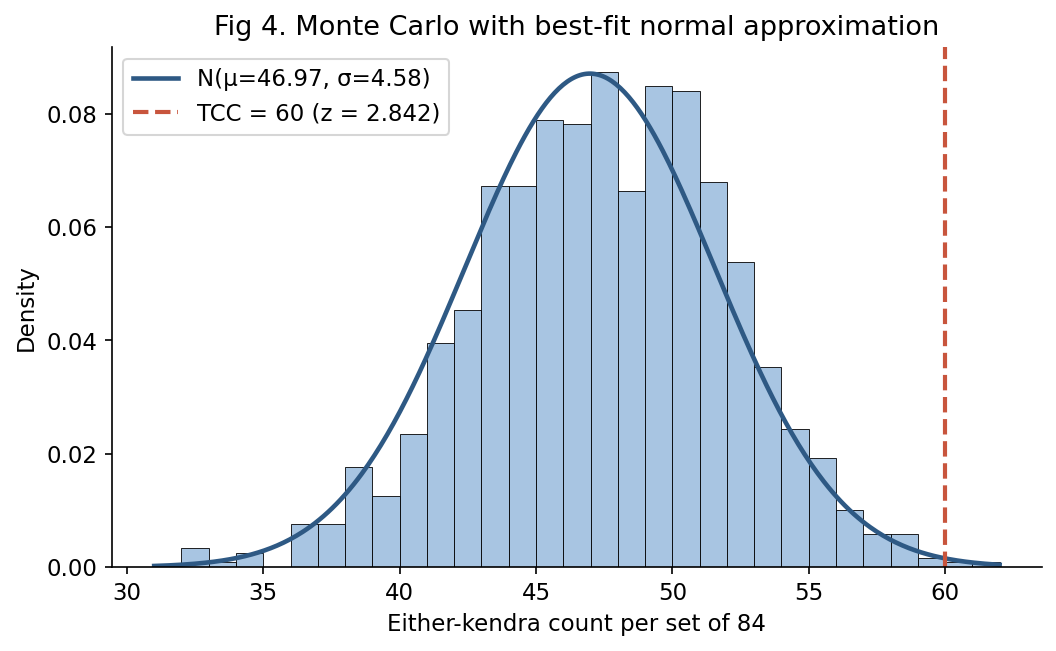 Fig 4. Monte Carlo with best-fit normal approximation
N(μ=46.97, σ=4.58)
TCC = 60 (z = 2.842)
Density
0.08
0.06
0.04
0.02
0.00
30 35 40 45 50 55 60
Either-kendra count per set of 84